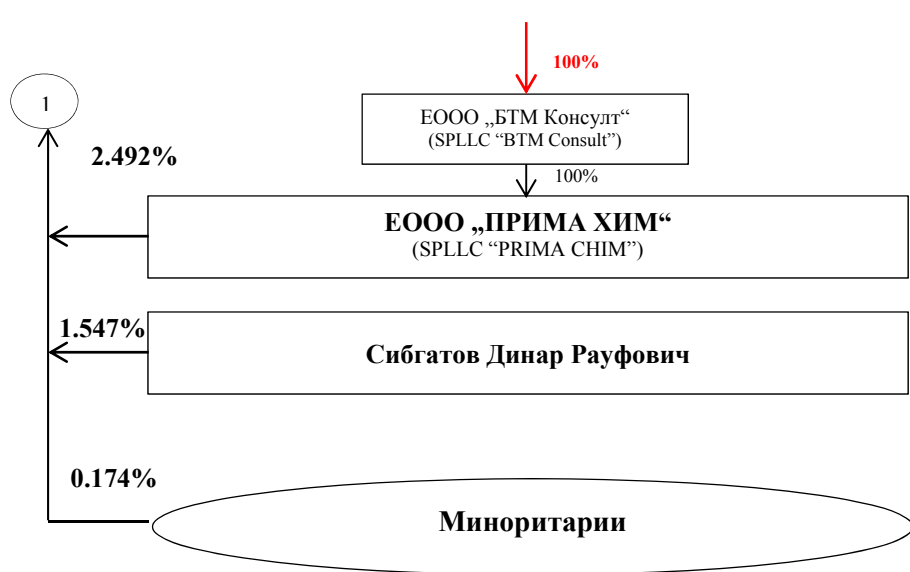 100%
1
ЕООО „БТМ Консулт“
(SPLLC “BTM Consult”)
2.492%
100%
ЕООО „ПРИМА ХИМ“
(SPLLC “PRIMA CHIM”)
1.547%
Сибгатов Динар Рауфович
0.174%
Миноритарии